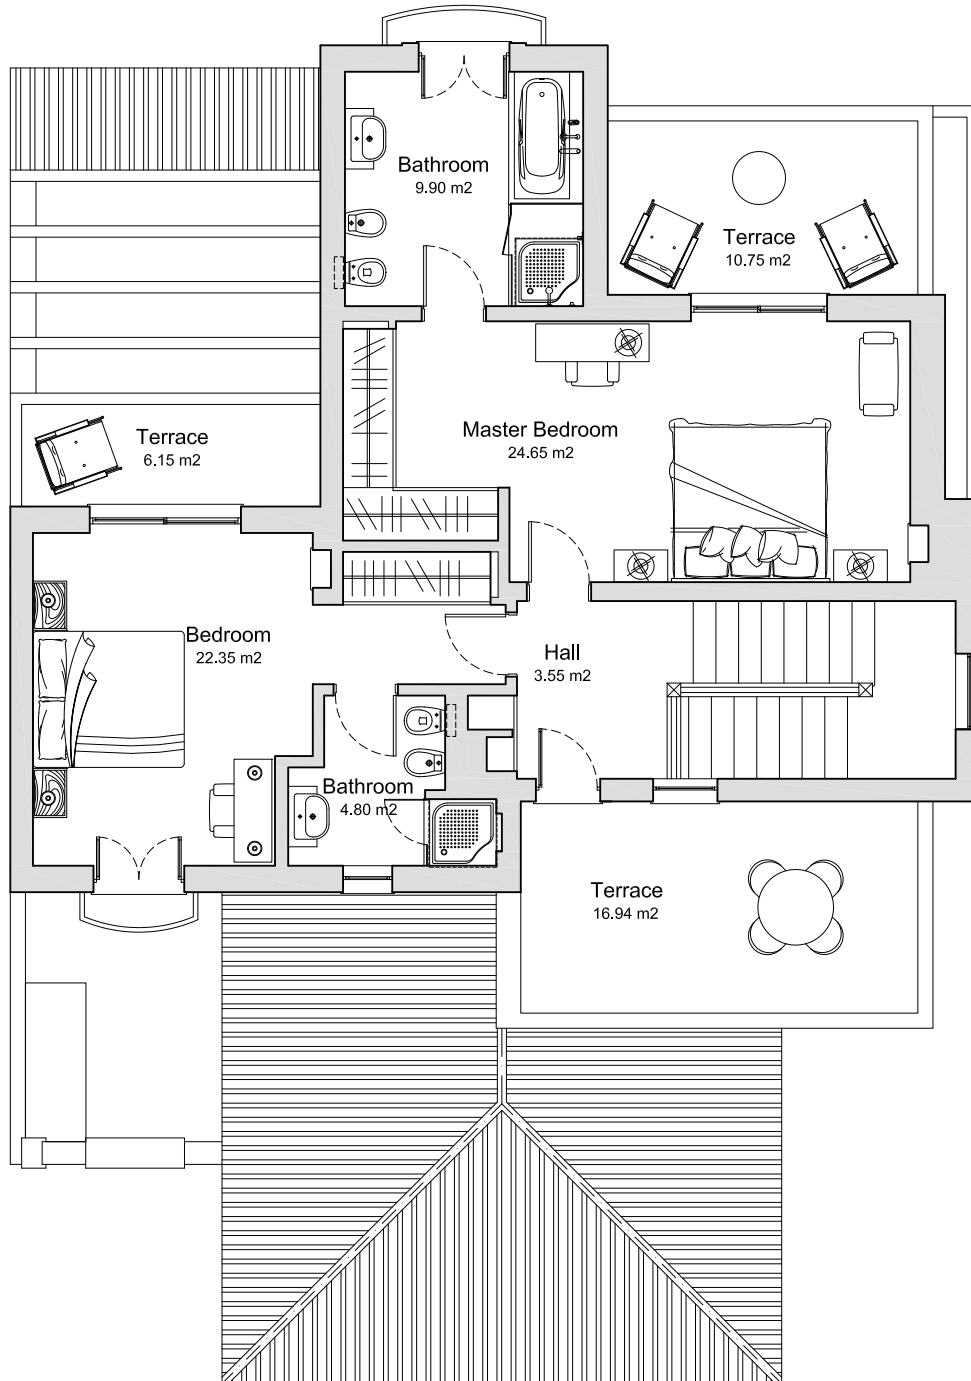 Bathroom
9.90 m2
Terrace
10.75 m2
Terrace
6.15 m2
Master Bedroom
24.65 m2
Bedroom
22.35 m2
Hall
3.55 m2
Bathroom
4.80 m2
Terrace
16.94 m2